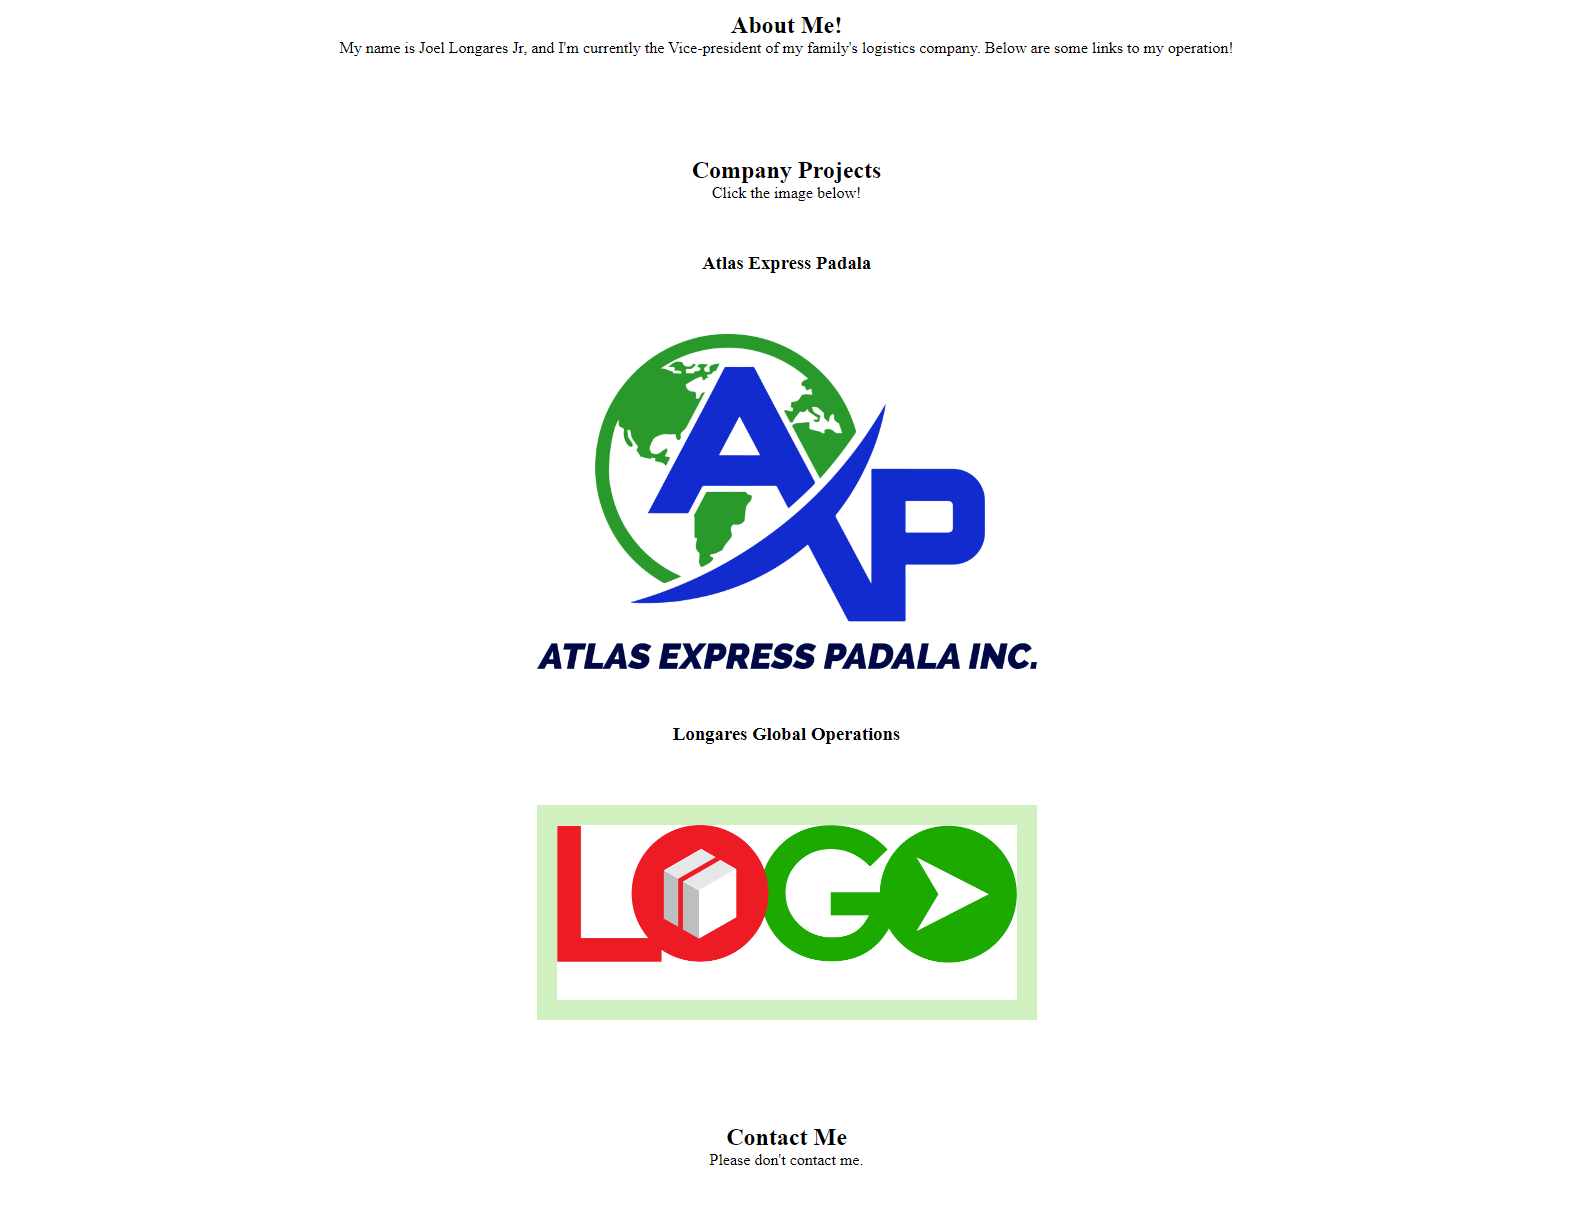 About Me!
My name is Joel Longares Jr, and I'm currently the Vice-president of my family's logistics company. Below are some links to my operation!
Company Projects
Click the image below!
Atlas Express Padala
AXP
ATLAS EXPRESS PADALA INC.
Longares Global Operations
LOGO
Contact Me
Please don't contact me.